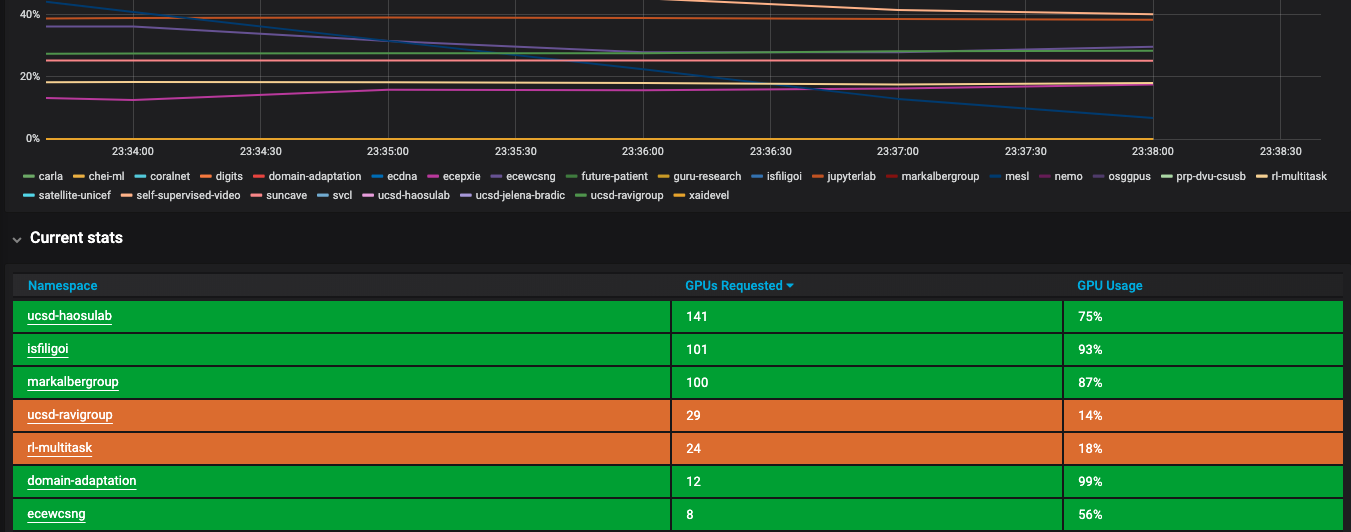 40%
20%
0%
23:34:00 23:34:30 23:35:00 23:35:30 23:36:00 23:36:30 23:37:00 23:37:30 23:38:00 23:38:30
carla chei-ml coralnet digits domain-adaptation ecdna ecepxie ecewcsng future-patient guru-research isfiligoi jupyterlab markalbergroup mesl nemo osggpus prp-dvu-csusb rl-multitask
satellite-unicef self-supervised-video suncave svcl ucsd-haosulab ucsd-jelena-bradic ucsd-ravigroup xaidevel
Current stats
Namespace GPUs Requested GPU Usage
ucsd-haosulab 141 75%
isfiligoi 101 93%
markalbergroup 100 87%
ucsd-ravigroup 29 14%
rl-multitask 24 18%
domain-adaptation 12 99%
ecewcsng 8 56%